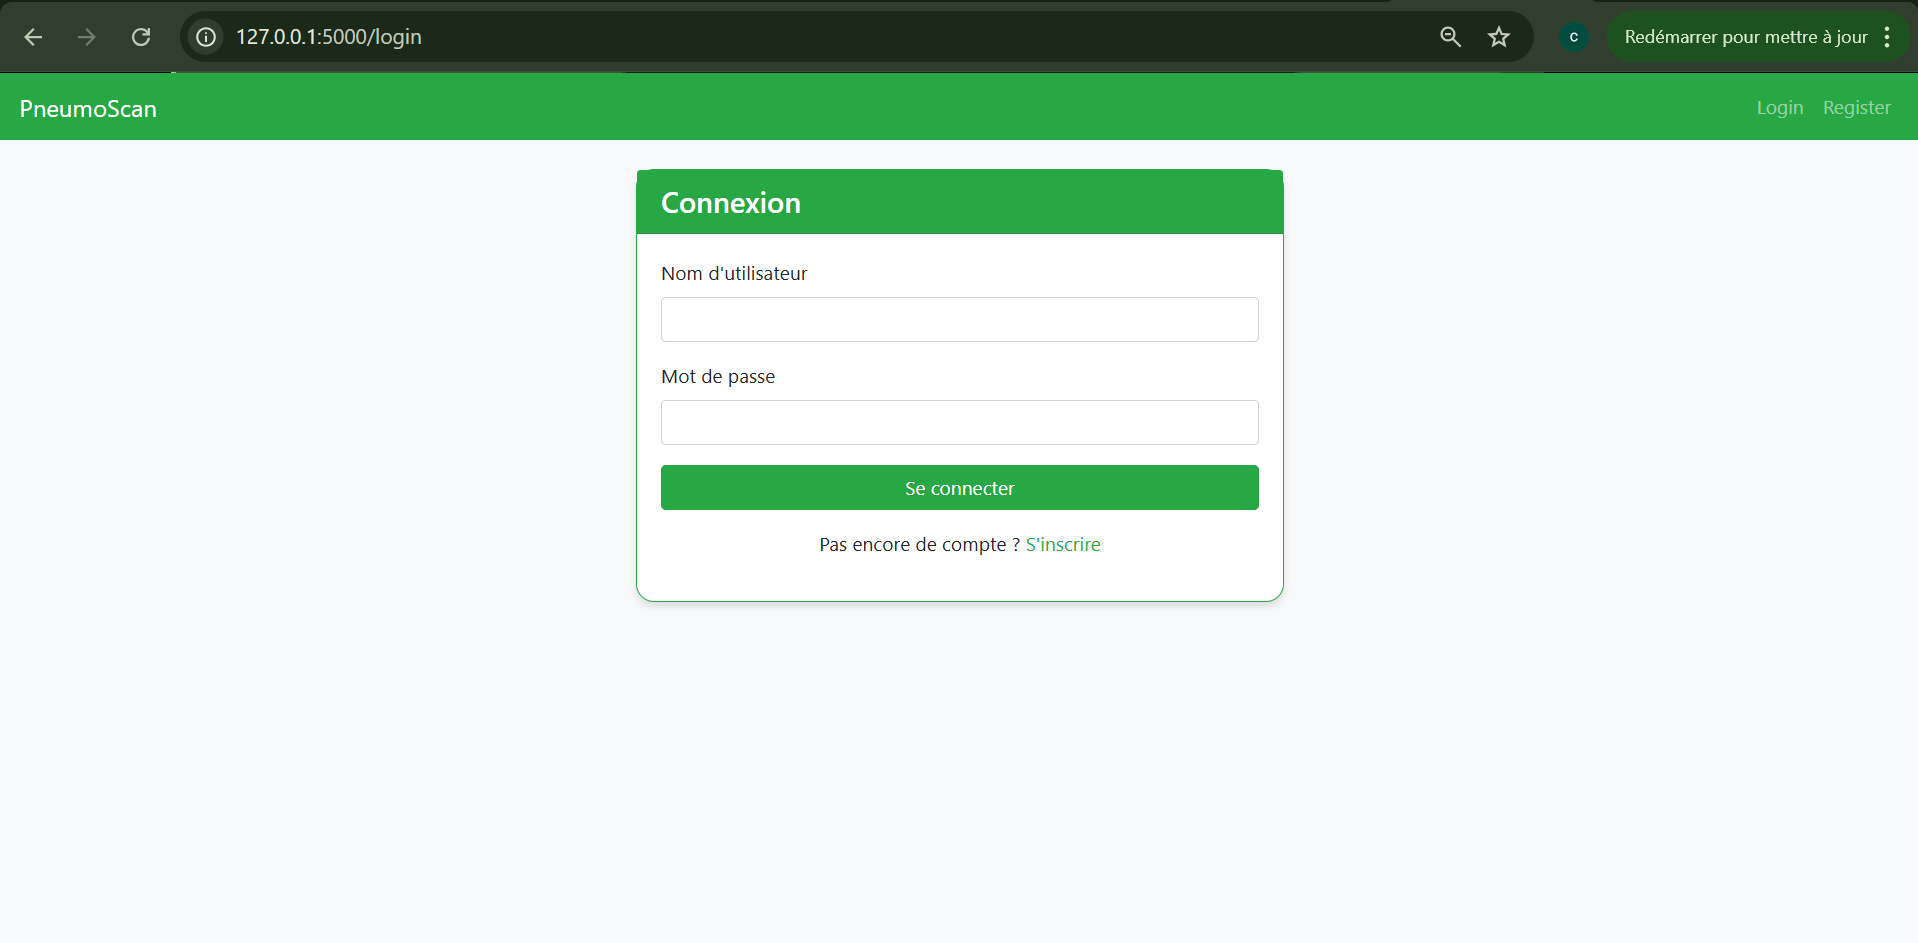 127.0.0.1:5000/login
C
Redémarrer pour mettre à jour
PneumoScan
Login Register
Connexion
Nom d'utilisateur
Mot de passe
Se connecter
Pas encore de compte ? S'inscrire